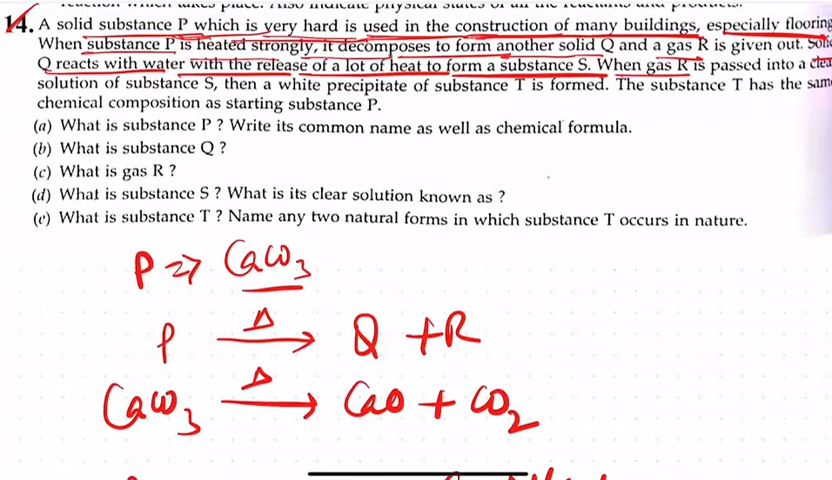 14. A solid substance P which is very hard is used in the construction of many buildings, especially flooring
When substance P is heated strongly, it decomposes to form another solid Q and a gas R is given out. Solid
Q reacts with water with the release of a lot of heat to form a substance S. When gas R is passed into a clear
solution of substance S, then a white precipitate of substance T is formed. The substance T has the same
chemical composition as starting substance P.
(a) What is substance P ? Write its common name as well as chemical formula.
(b) What is substance Q ?
(c) What is gas R ?
(d) What is substance S ? What is its clear solution known as ?
(e) What is substance T ? Name any two natural forms in which substance T occurs in nature.
P => CaCO3
P Δ→ Q + R
CaCO3 Δ→ CaO + CO2